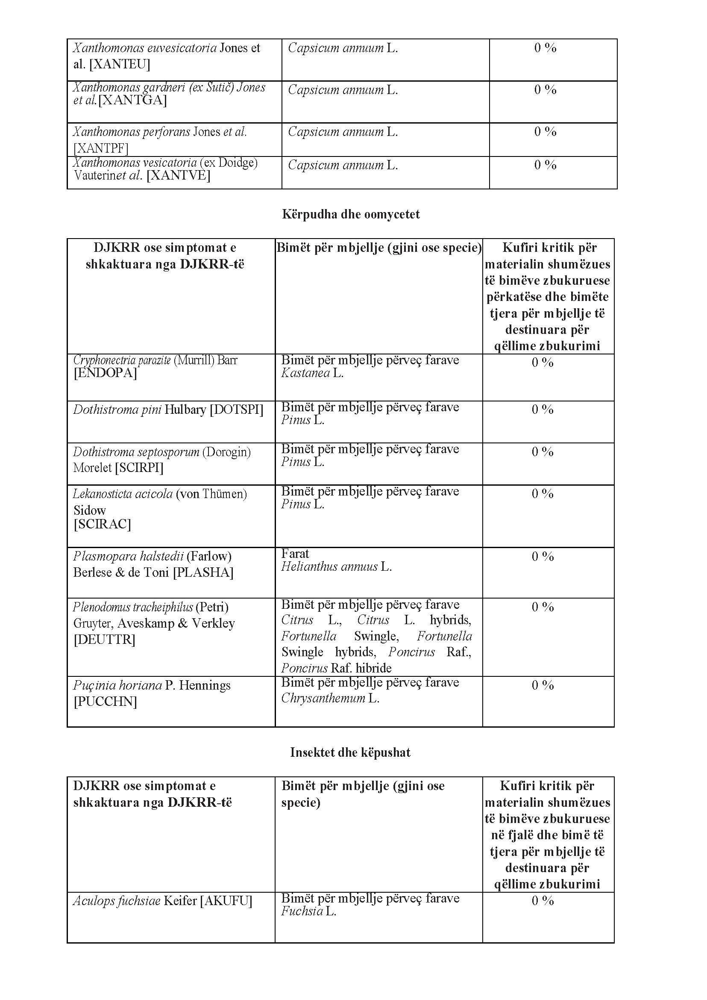 Xanthomonas euvesicatoria Jones et
al. [XANTEU]
Capsicum annuum L.
0 %
Xanthomonas gardneri (ex Sutič) Jones
et al.[XANTGA]
Capsicum annuum L.
0 %
Xanthomonas perforans Jones et al.
[XANTPF]
Capsicum annuum L.
0 %
Xanthomonas vesicatoria (ex Doidge)
Vauterinet al. [XANTVE]
Capsicum annuum L.
0 %
Kërpudha dhe oomycetet
DJKRR ose simptomat e
shkaktuara nga DJKRR-të
Bimët për mbjellje (gjini ose specie)
Kufiri kritik për
materialin shumëzues
të bimëve zbukuruese
përkatëse dhe bimëte
tjera për mbjellje të
destinuara për
qëllime zbukurimi
Cryphonectria parazite (Murrill) Barr
[ENDOPA]
Bimët për mbjellje përveç farave
Kastanea L.
0 %
Dothistroma pini Hulbary [DOTSPI]
Bimët për mbjellje përveç farave
Pinus L.
0 %
Dothistroma septosporum (Dorogin)
Morelet [SCIRPI]
Bimët për mbjellje përveç farave
Pinus L.
0 %
Lekanosticta acicola (von Thümen)
Sidow
[SCIRAC]
Bimët për mbjellje përveç farave
Pinus L.
0 %
Plasmopara halstedii (Farlow)
Berlese & de Toni [PLASHA]
Farat
Helianthus annuus L.
0 %
Plenodomus tracheiphilus (Petri)
Gruyter, Aveskamp & Verkley
[DEUTTR]
Bimët për mbjellje përveç farave
Citrus L., Citrus L. hybrids,
Fortunella Swingle, Fortunella
Swingle hybrids, Poncirus Raf.,
Poncirus Raf. hibride
0 %
Puçinia horiana P. Hennings
[PUCCHN]
Bimët për mbjellje përveç farave
Chrysanthemum L.
0 %
Insektet dhe këpushat
DJKRR ose simptomat e
shkaktuara nga DJKRR-të
Bimët për mbjellje (gjini ose
specie)
Kufiri kritik për
materialin shumëzues
të bimëve zbukuruese
në fjalë dhe bimë të
tjera për mbjellje të
destinuara për
qëllime zbukurimi
Aculops fuchsiae Keifer [AKUFU]
Bimët për mbjellje përveç farave
Fuchsia L.
0 %